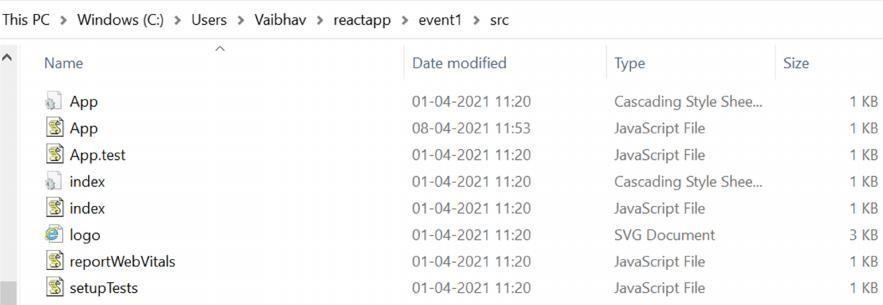 This PC > Windows (C:) > Users > Vaibhav > reactapp > event1 > src
Name Date modified Type Size
App 01-04-2021 11:20 Cascading Style Shee... 1 KB
App 08-04-2021 11:53 JavaScript File 1 KB
App.test 01-04-2021 11:20 JavaScript File 1 KB
index 01-04-2021 11:20 Cascading Style Shee... 1 KB
index 01-04-2021 11:20 JavaScript File 1 KB
logo 01-04-2021 11:20 SVG Document 3 KB
reportWebVitals 01-04-2021 11:20 JavaScript File 1 KB
setupTests 01-04-2021 11:20 JavaScript File 1 KB